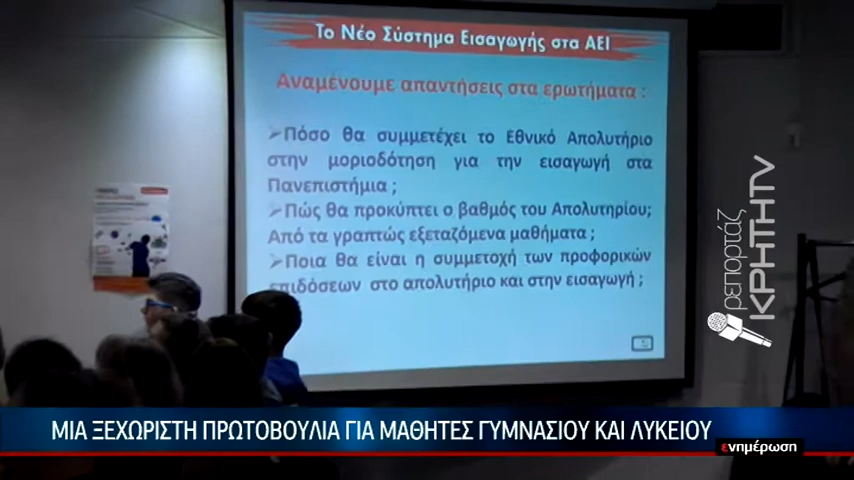 Το Νέο Σύστημα Εισαγωγής στα ΑΕΙ
Αναμένουμε απαντήσεις στα ερωτήματα :
➢Πόσο θα συμμετέχει το Εθνικό Απολυτήριο
στην μοριοδότηση για την εισαγωγή στα
Πανεπιστήμια ;
➢Πώς θα προκύπτει ο βαθμός του Απολυτηρίου;
Από τα γραπτώς εξεταζόμενα μαθήματα ;
➢Ποια θα είναι η συμμετοχή των προφορικών
επιδόσεων στο απολυτήριο και στην εισαγωγή ;
ρεπορτάζ
ΚΡΗΤΗTV
ΜΙΑ ΞΕΧΩΡΙΣΤΗ ΠΡΩΤΟΒΟΥΛΙΑ ΓΙΑ ΜΑΘΗΤΕΣ ΓΥΜΝΑΣΙΟΥ ΚΑΙ ΛΥΚΕΙΟΥ
ενημέρωση